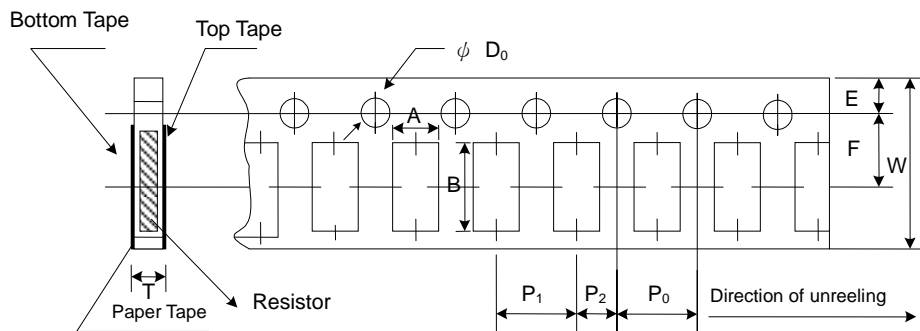 Bottom Tape
Top Tape
ψ D₀
A
E
F
W
B
T
Paper Tape
Resistor
P₁
P₂
P₀
Direction of unreeling